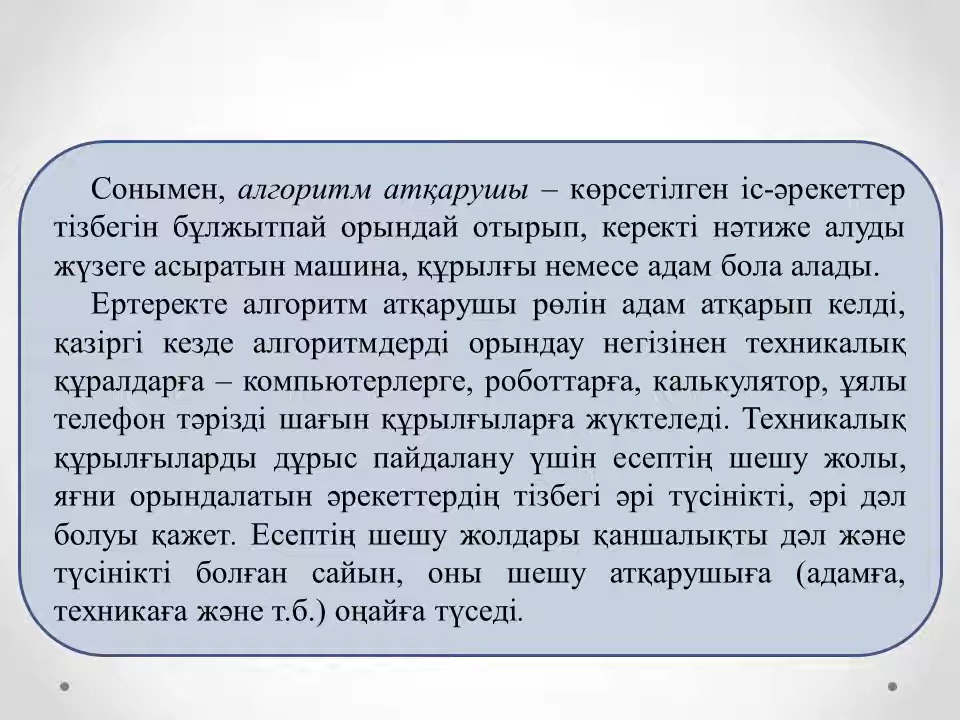 Сонымен, алгоритм атқарушы – көрсетілген іс-әрекеттер
тізбегін бұлжытпай орындай отырып, керекті нәтиже алуды
жүзеге асыратын машина, құрылғы немесе адам бола алады.
Ертеректе алгоритм атқарушы рөлін адам атқарып келді,
қазіргі кезде алгоритмдерді орындау негізінен техникалық
құралдарға – компьютерлерге, роботтарға, калькулятор, ұялы
телефон тәрізді шағын құрылғыларға жүктеледі. Техникалық
құрылғыларды дұрыс пайдалану үшін есептің шешу жолы,
яғни орындалатын әрекеттердің тізбегі әрі түсінікті, әрі дәл
болуы қажет. Есептің шешу жолдары қаншалықты дәл және
түсінікті болған сайын, оны шешу атқарушыға (адамға,
техникаға және т.б.) оңайға түседі.